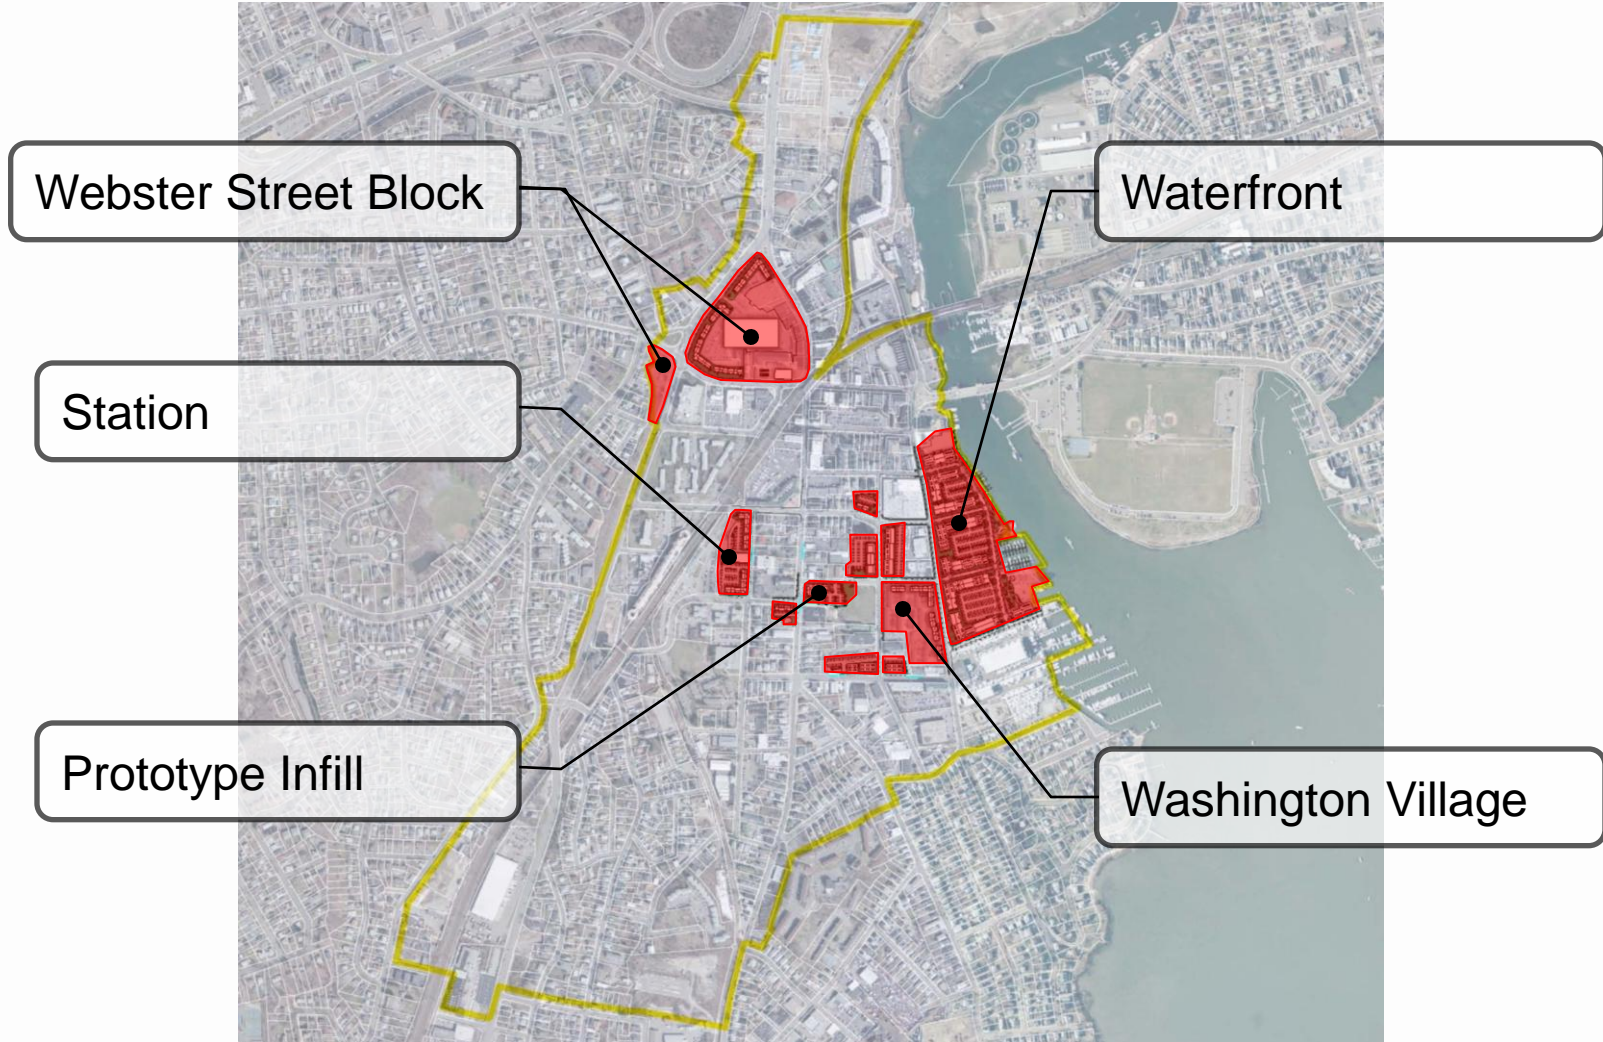 Webster Street Block
Waterfront
Station
Prototype Infill
Washington Village